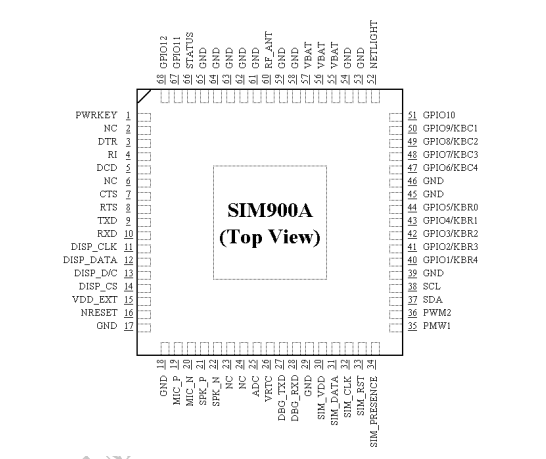 68 GPIO12
67 GPIO11
66 STATUS
65 GND
64 GND
63 GND
62 GND
61 GND
60 RF_ANT
59 GND
58 GND
57 VBAT
56 VBAT
55 VBAT
54 GND
53 GND
52 NETLIGHT
PWRKEY 1
NC 2
DTR 3
RI 4
DCD 5
NC 6
CTS 7
RTS 8
TXD 9
RXD 10
DISP_CLK 11
DISP_DATA 12
DISP_D/C 13
DISP_CS 14
VDD_EXT 15
NRESET 16
GND 17
SIM900A
(Top View)
51 GPIO10
50 GPIO9/KBC1
49 GPIO8/KBC2
48 GPIO7/KBC3
47 GPIO6/KBC4
46 GND
45 GND
44 GPIO5/KBR0
43 GPIO4/KBR1
42 GPIO3/KBR2
41 GPIO2/KBR3
40 GPIO1/KBR4
39 GND
38 SCL
37 SDA
36 PWM2
35 PMW1
GND 18
MIC_P 19
MIC_N 20
SPK_P 21
SPK_N 22
NC 23
NC 24
ADC 25
VRTC 26
DBG_TXD 27
DBG_RXD 28
GND 29
SIM_VDD 30
SIM_DATA 31
SIM_CLK 32
SIM_RST 33
SIM_PRESENCE 34